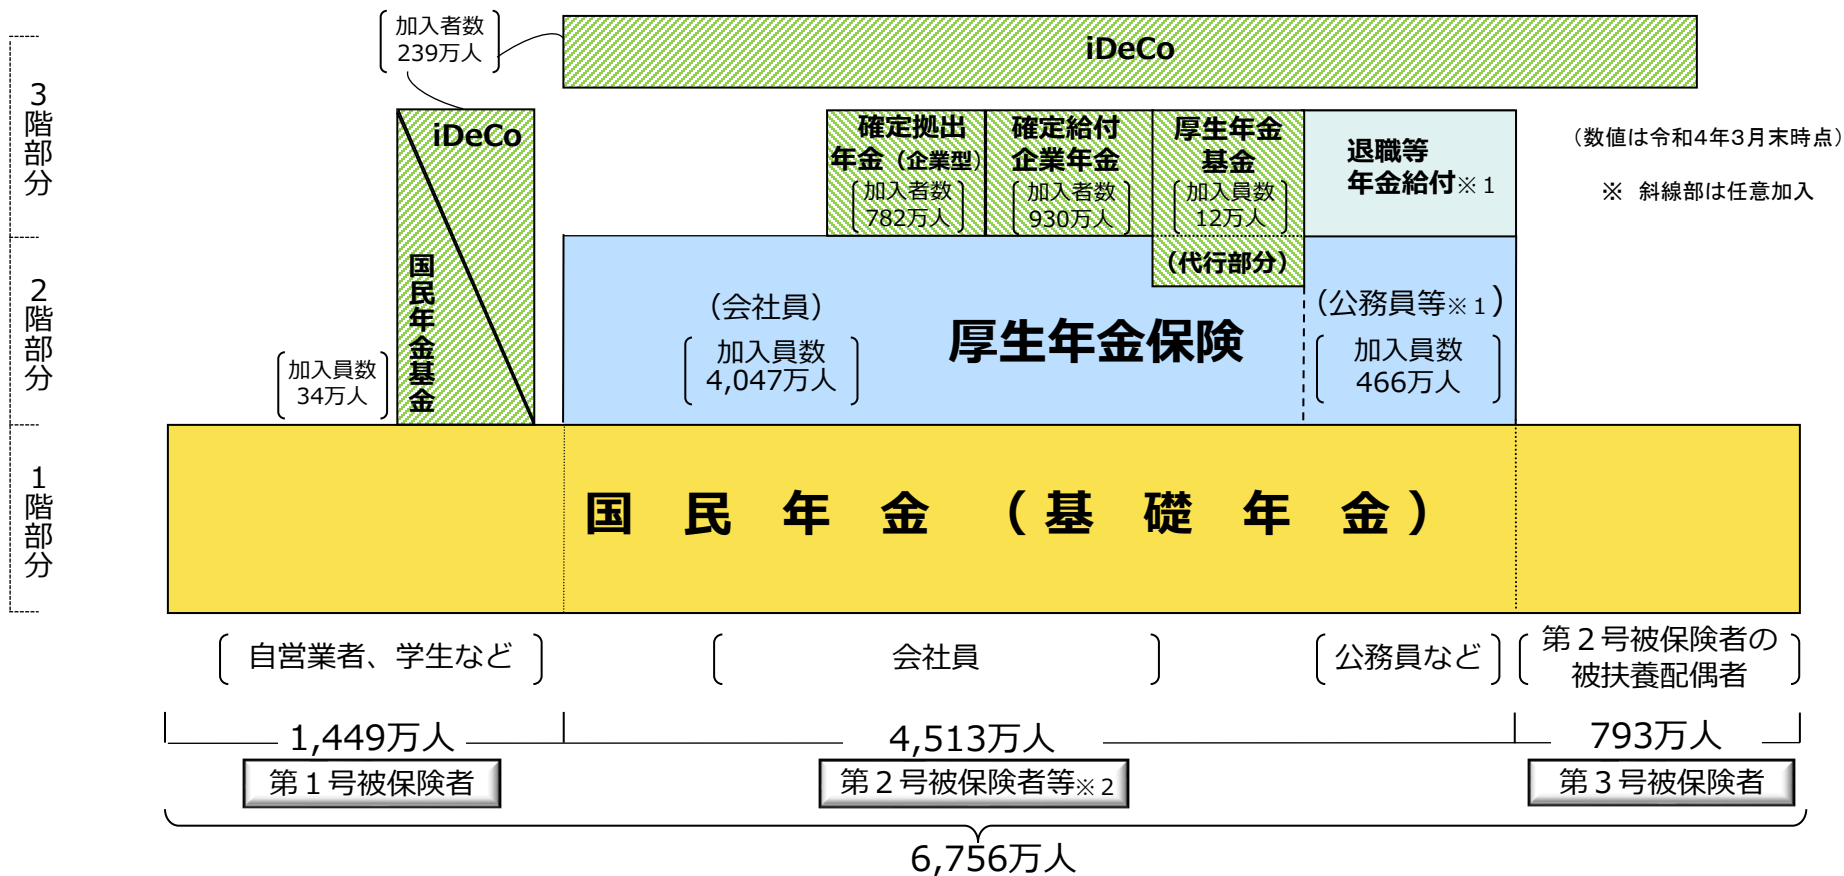 加入者数
239万人
iDeCo
3階部分
iDeCo
国民年金基金
加入員数
34万人
確定拠出
年金（企業型）
加入者数
782万人
確定給付
企業年金
加入者数
930万人
厚生年金
基金
加入員数
12万人
（代行部分）
退職等
年金給付※1
（数値は令和4年3月末時点）
※ 斜線部は任意加入
2階部分
（会社員）
加入員数
4,047万人
厚生年金保険
（公務員等※1）
加入員数
466万人
1階部分
国民年金（基礎年金）
自営業者、学生など
会社員
公務員など
第2号被保険者の
被扶養配偶者
1,449万人
4,513万人
793万人
第1号被保険者
第2号被保険者等※2
第3号被保険者
6,756万人